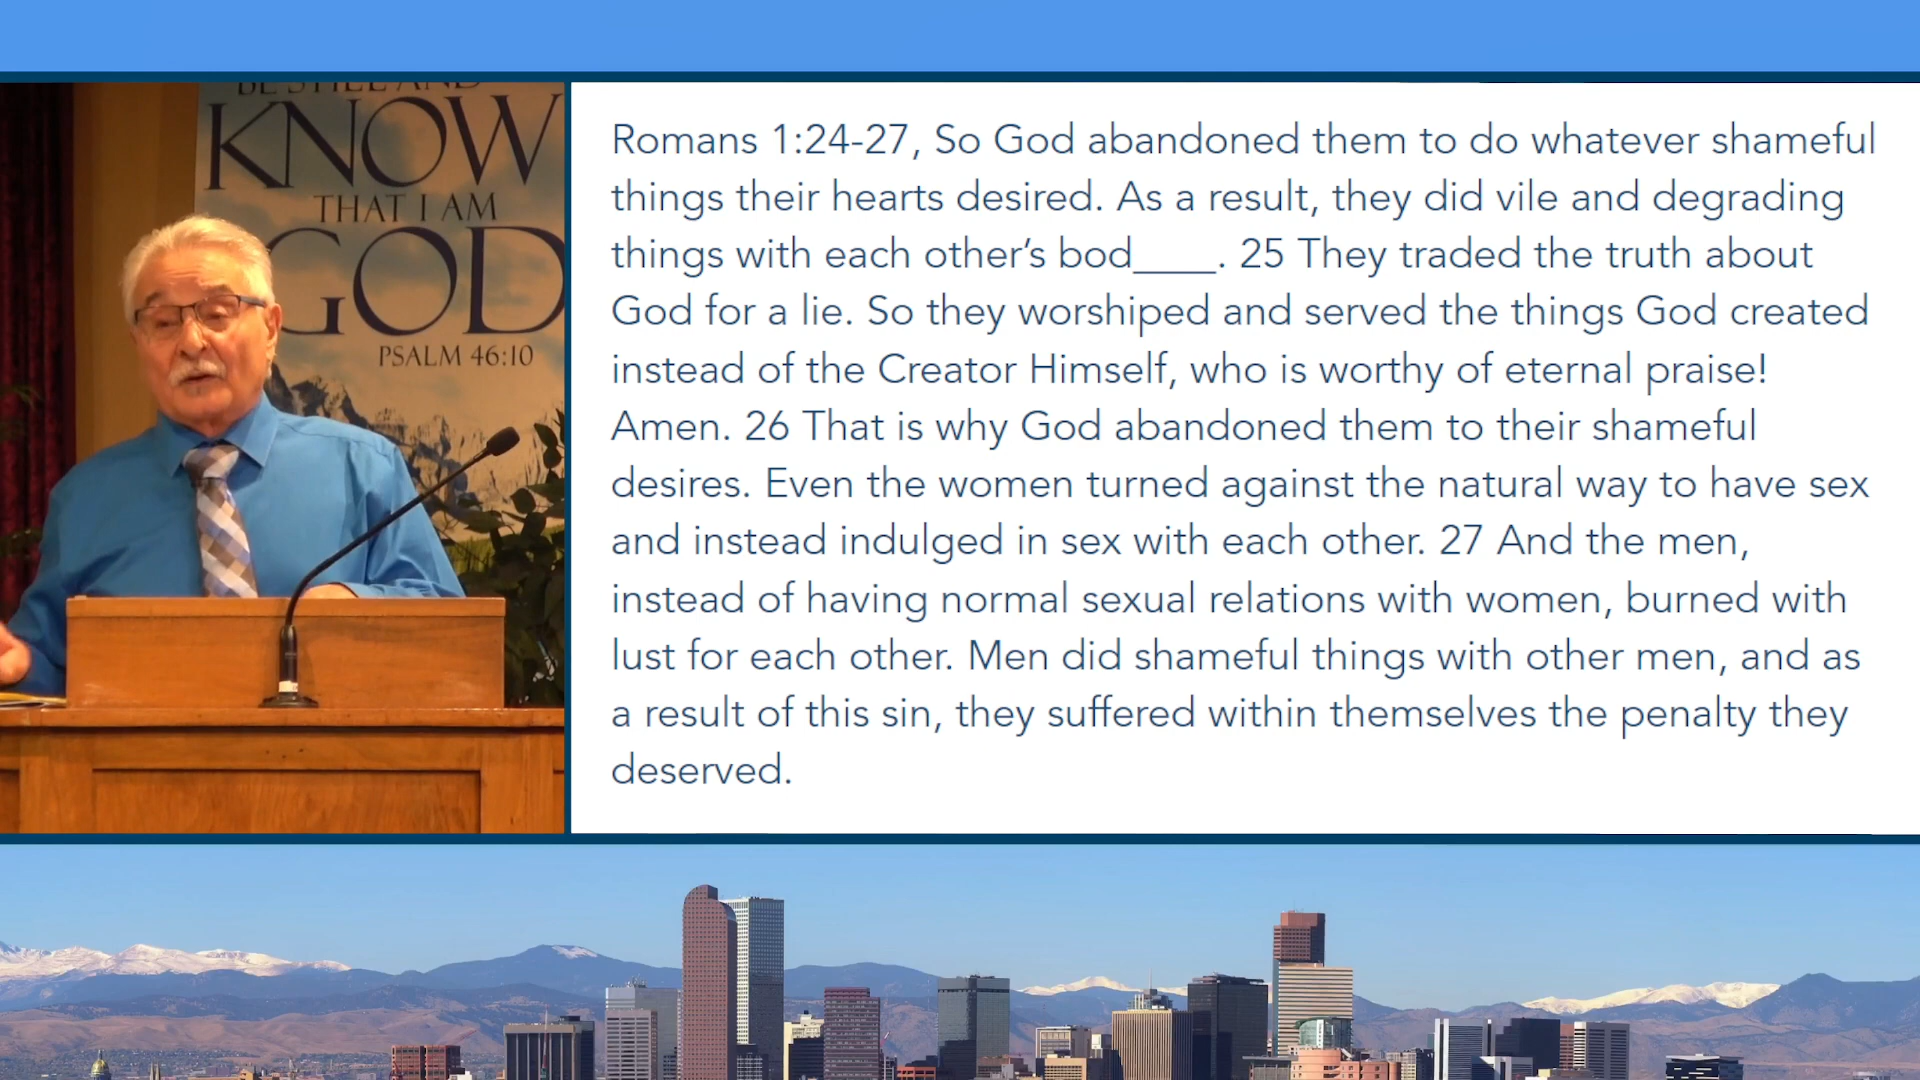 BE STILL AND
KNOW
THAT I AM
GOD
PSALM 46:10
Romans 1:24-27, So God abandoned them to do whatever shameful
things their hearts desired. As a result, they did vile and degrading
things with each other’s bod____. 25 They traded the truth about
God for a lie. So they worshiped and served the things God created
instead of the Creator Himself, who is worthy of eternal praise!
Amen. 26 That is why God abandoned them to their shameful
desires. Even the women turned against the natural way to have sex
and instead indulged in sex with each other. 27 And the men,
instead of having normal sexual relations with women, burned with
lust for each other. Men did shameful things with other men, and as
a result of this sin, they suffered within themselves the penalty they
deserved.